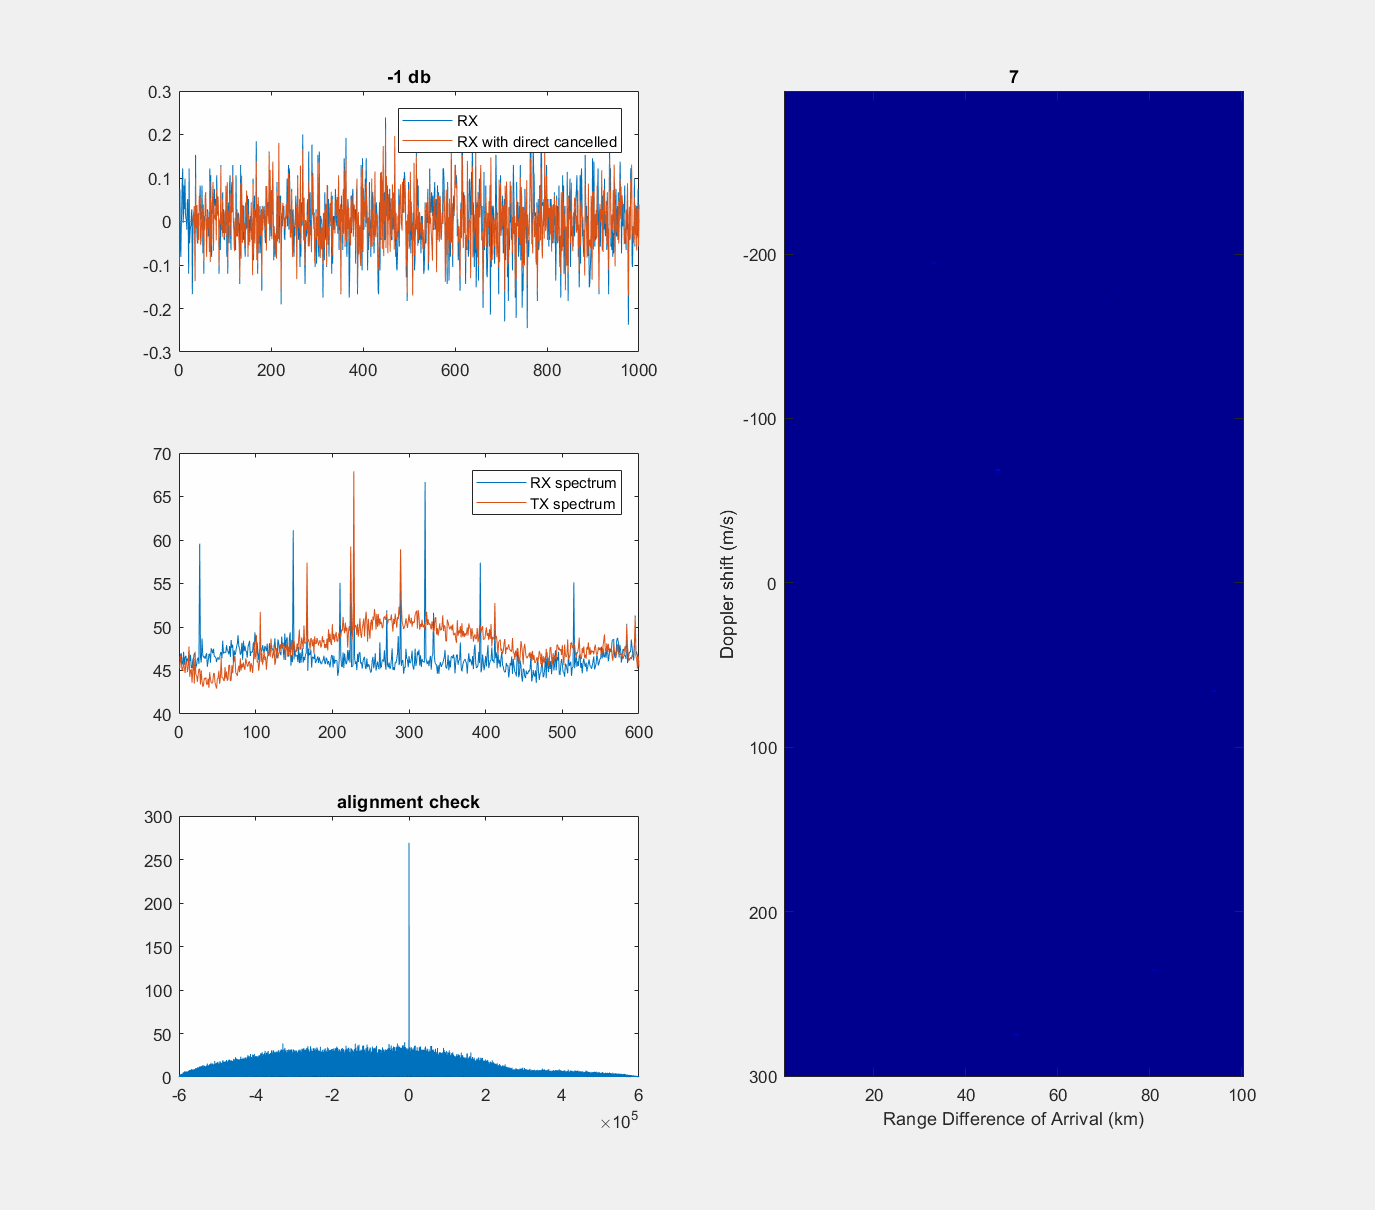 -1 db
0.3
0.2
0.1
0
-0.1
-0.2
-0.3
RX
RX with direct cancelled
0 200 400 600 800 1000
70
65
60
55
50
45
40
RX spectrum
TX spectrum
0 100 200 300 400 500 600
alignment check
300
250
200
150
100
50
0
-6 -4 -2 0 2 4 6
×10⁵
7
Doppler shift (m/s)
-200
-100
0
100
200
300
20 40 60 80 100
Range Difference of Arrival (km)